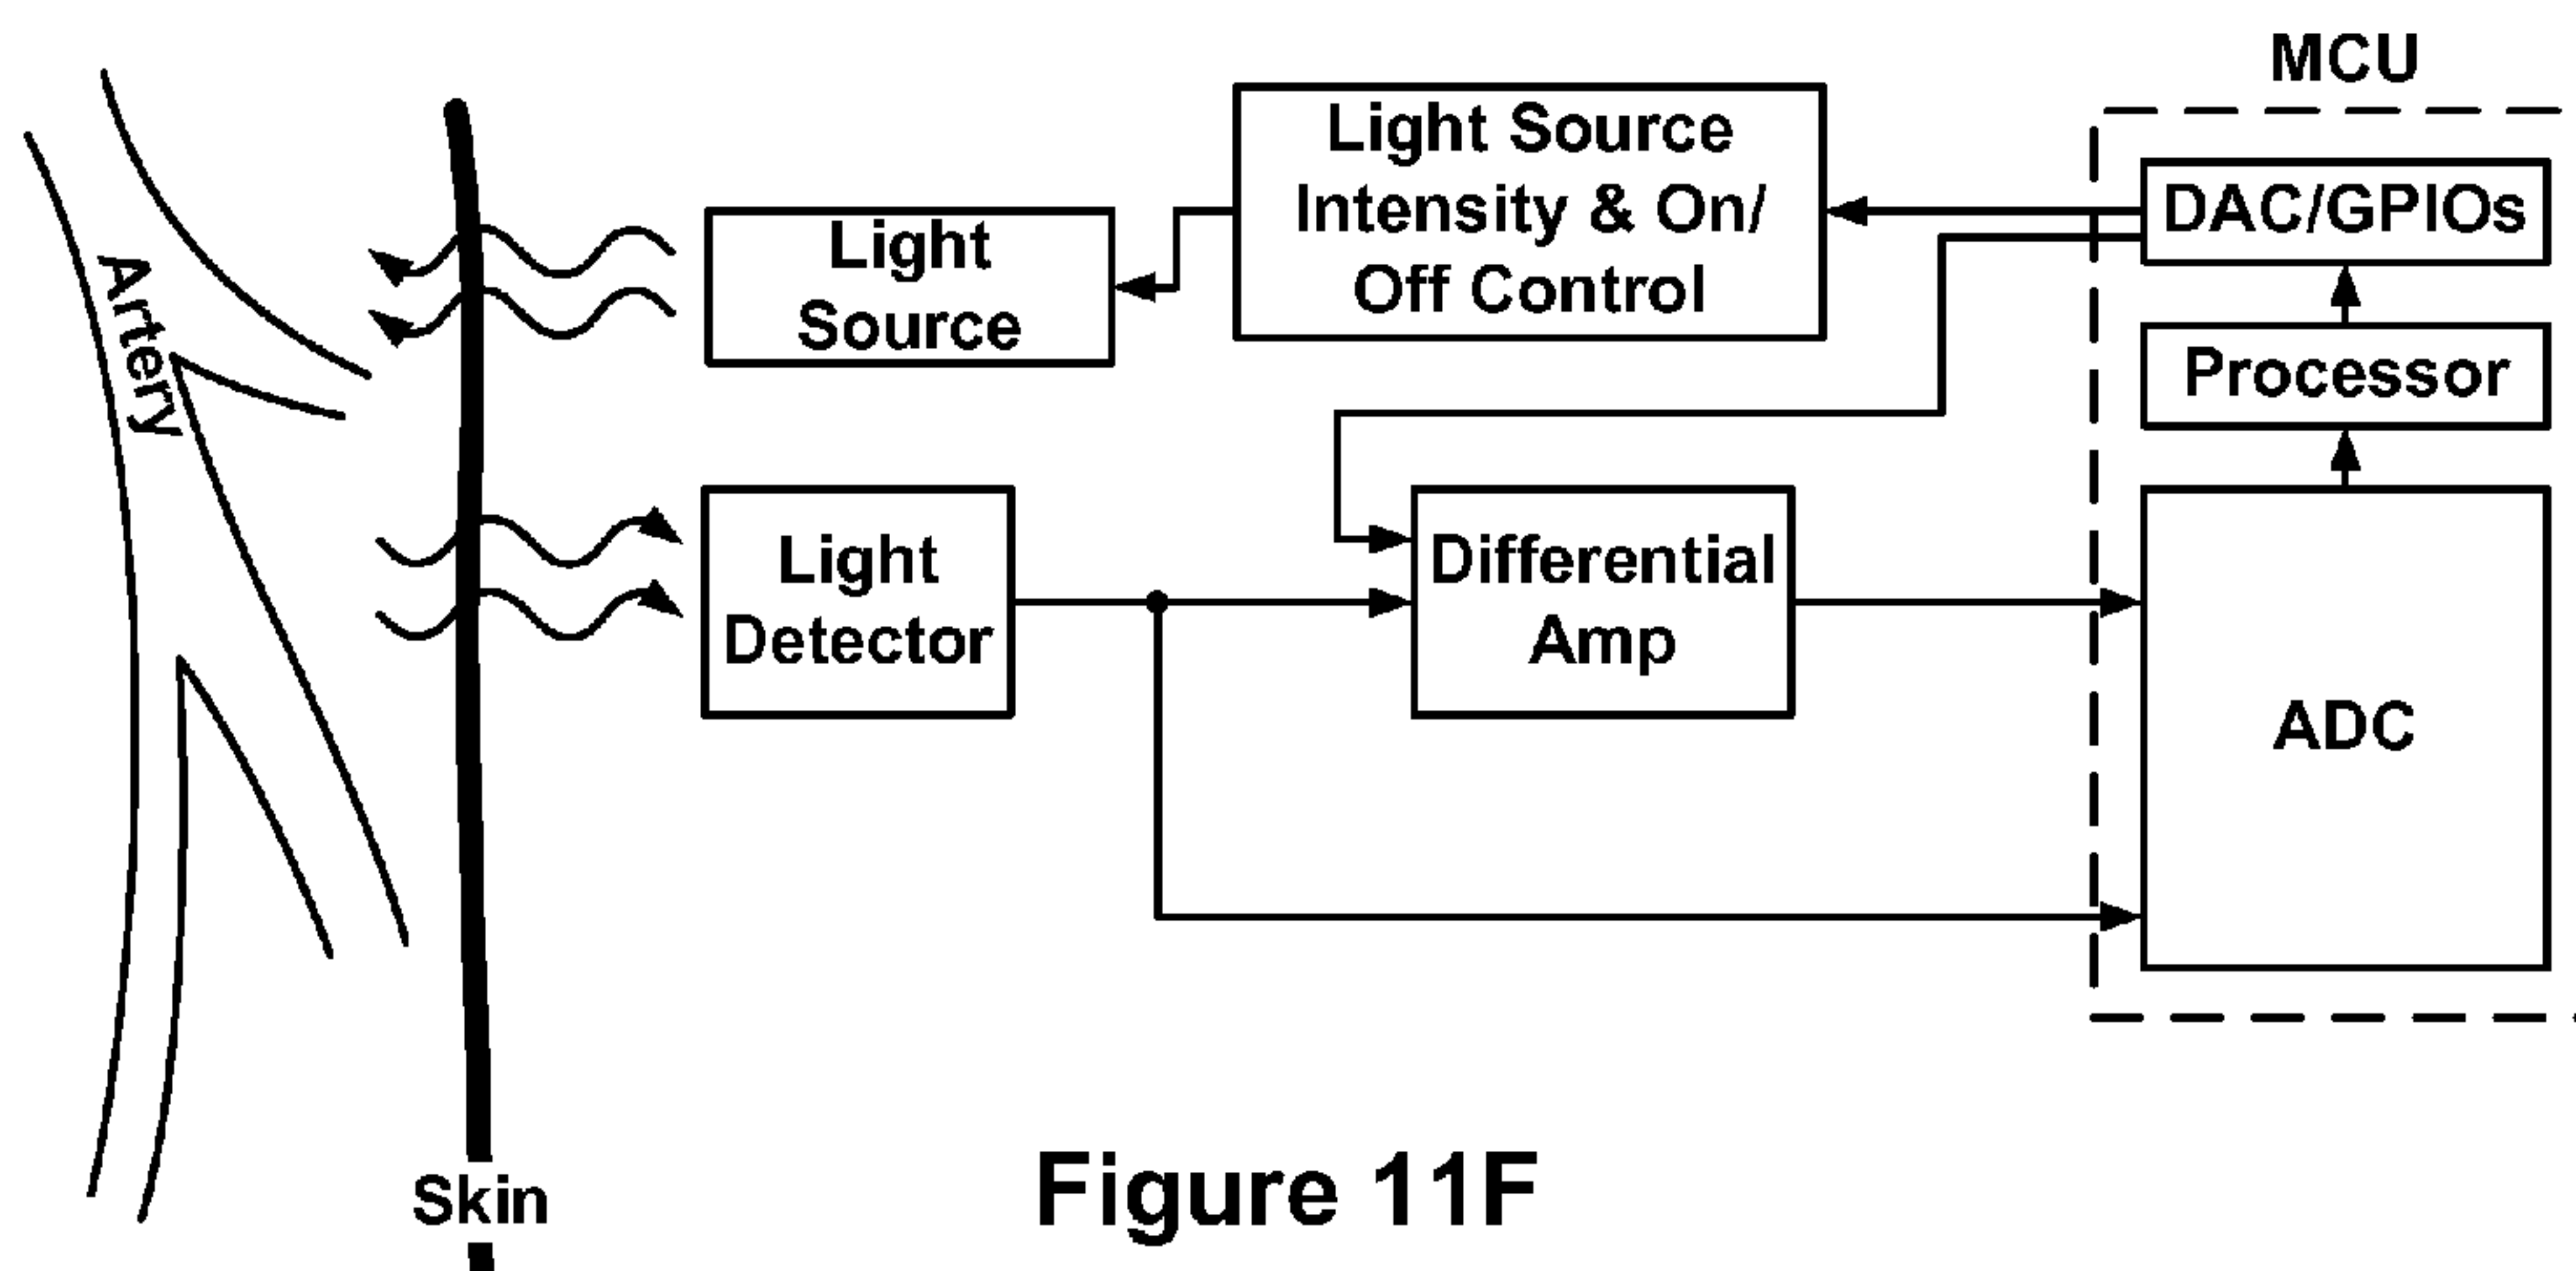 MCU
Light Source
Intensity & On/
Off Control
DAC/GPIOs
Light
Source
Artery
Processor
Light
Detector
Differential
Amp
ADC
Skin
Figure 11F